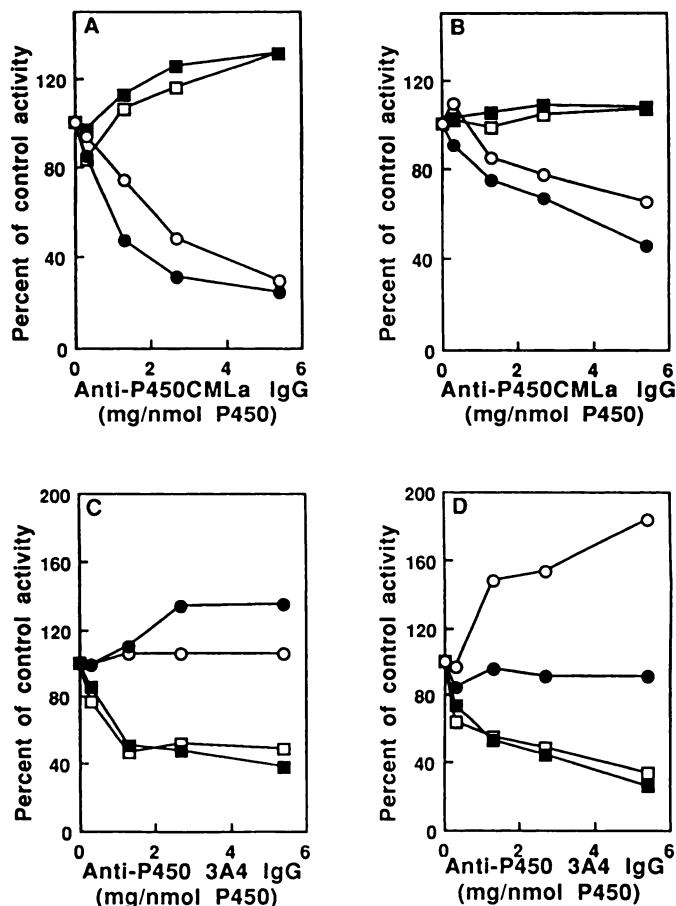 A
Percent of control activity
120
80
40
0
0 2 4 6
Anti-P450CMLa IgG
(mg/nmol P450)
B
Percent of control activity
120
80
40
0
0 2 4 6
Anti-P450CMLa IgG
(mg/nmol P450)
C
Percent of control activity
200
160
120
80
40
0
0 2 4 6
Anti-P450 3A4 IgG
(mg/nmol P450)
D
Percent of control activity
200
160
120
80
40
0
0 2 4 6
Anti-P450 3A4 IgG
(mg/nmol P450)